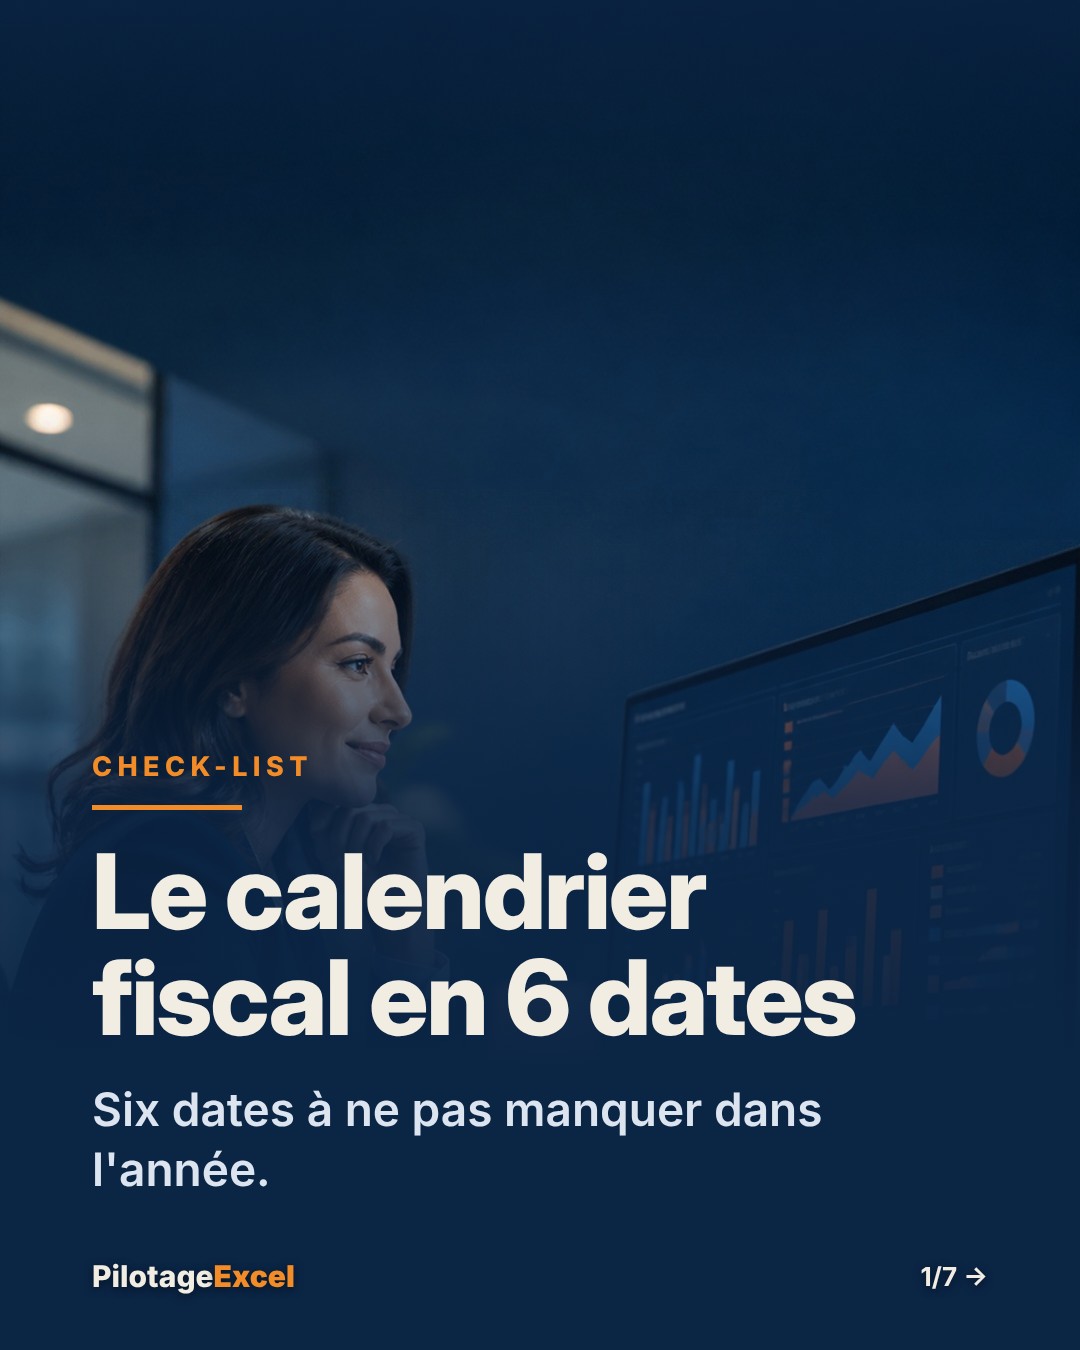 CHECK-LIST
Le calendrier
fiscal en 6 dates
Six dates à ne pas manquer dans
l'année.
PilotageExcel
1/7 →